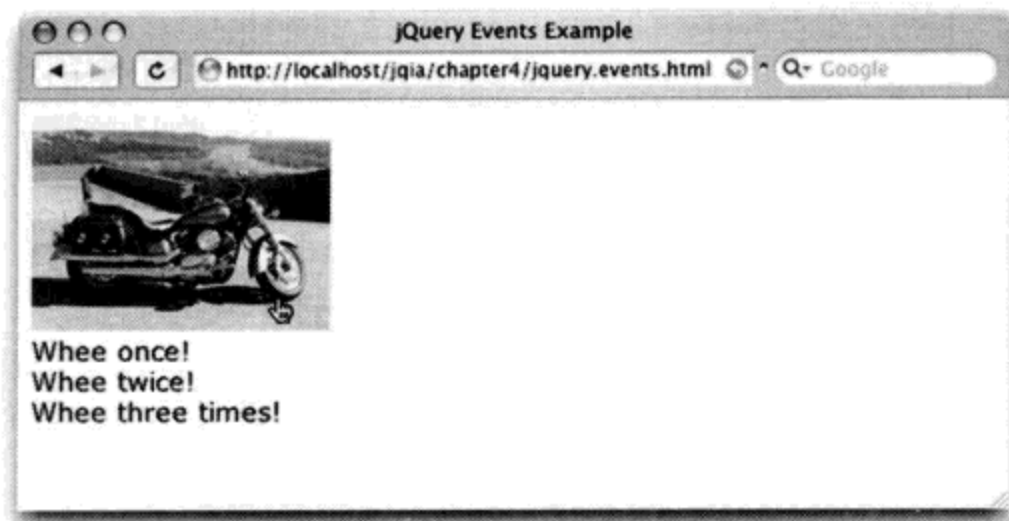 jQuery Events Example
http://localhost/jqia/chapter4/jquery.events.html
Google
Whee once!
Whee twice!
Whee three times!